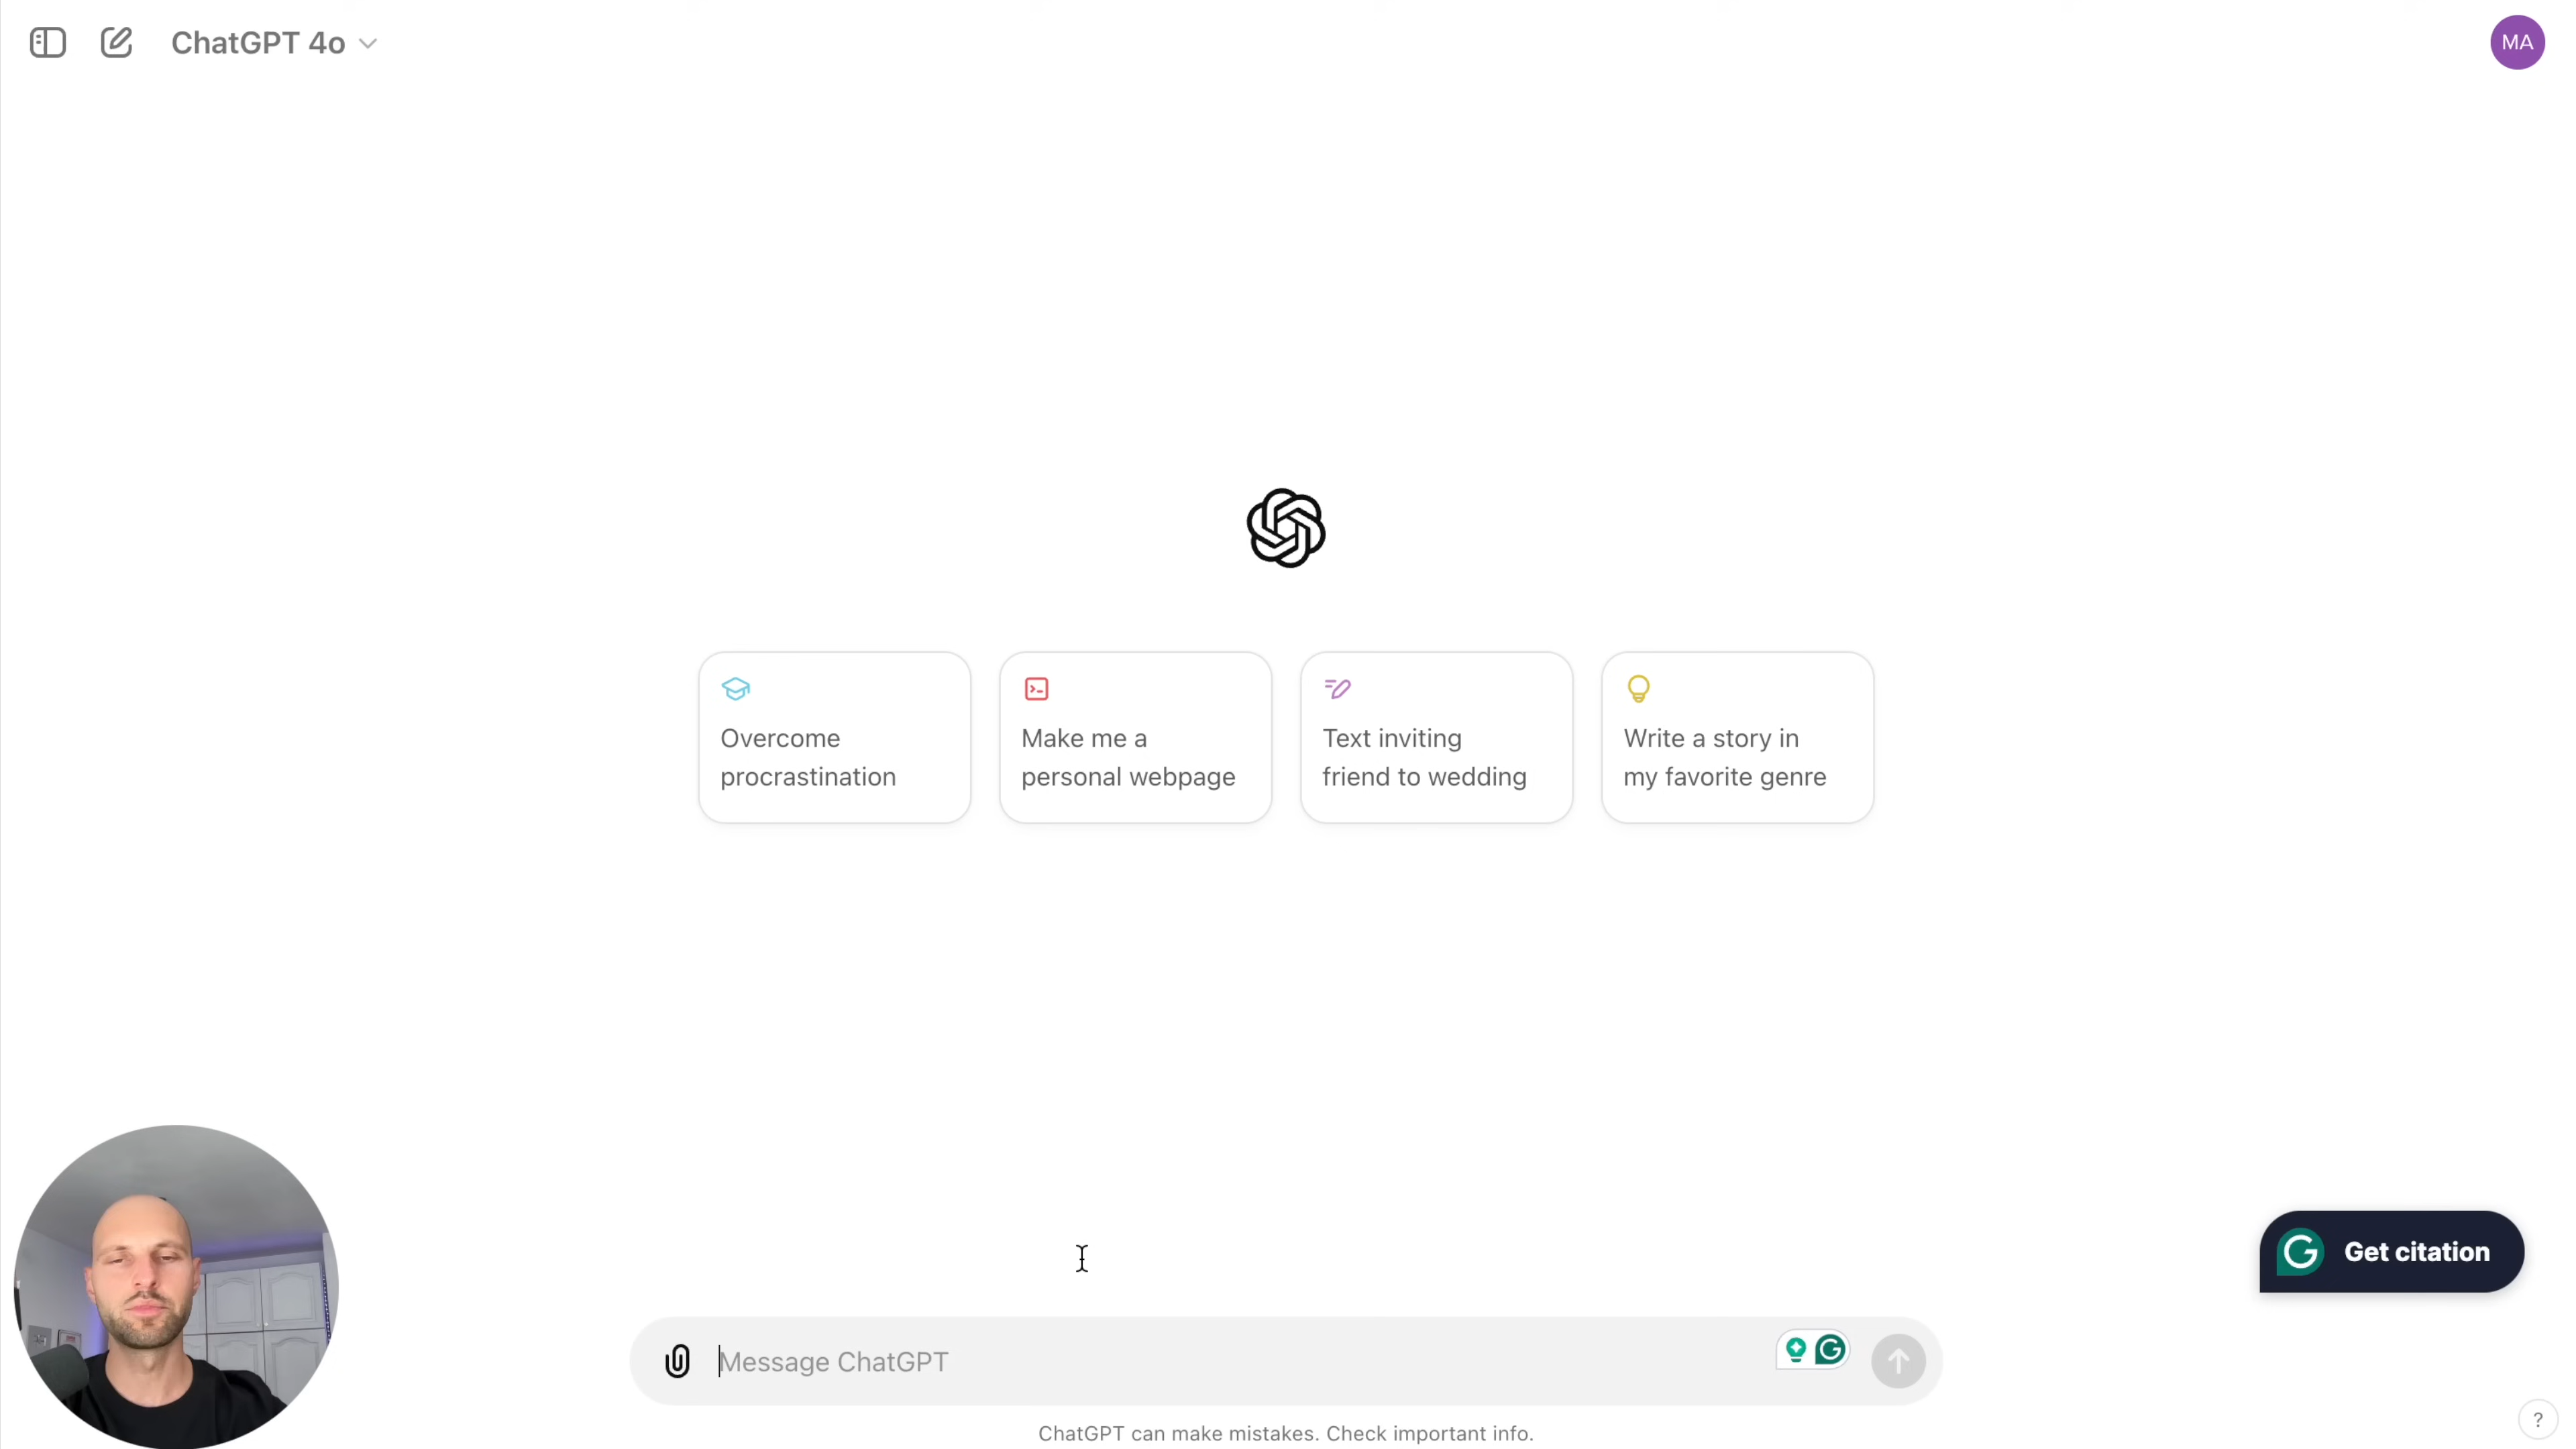 ChatGPT 4o
MA
Overcome
procrastination
Make me a
personal webpage
Text inviting
friend to wedding
Write a story in
my favorite genre
Get citation
Message ChatGPT
ChatGPT can make mistakes. Check important info.
?